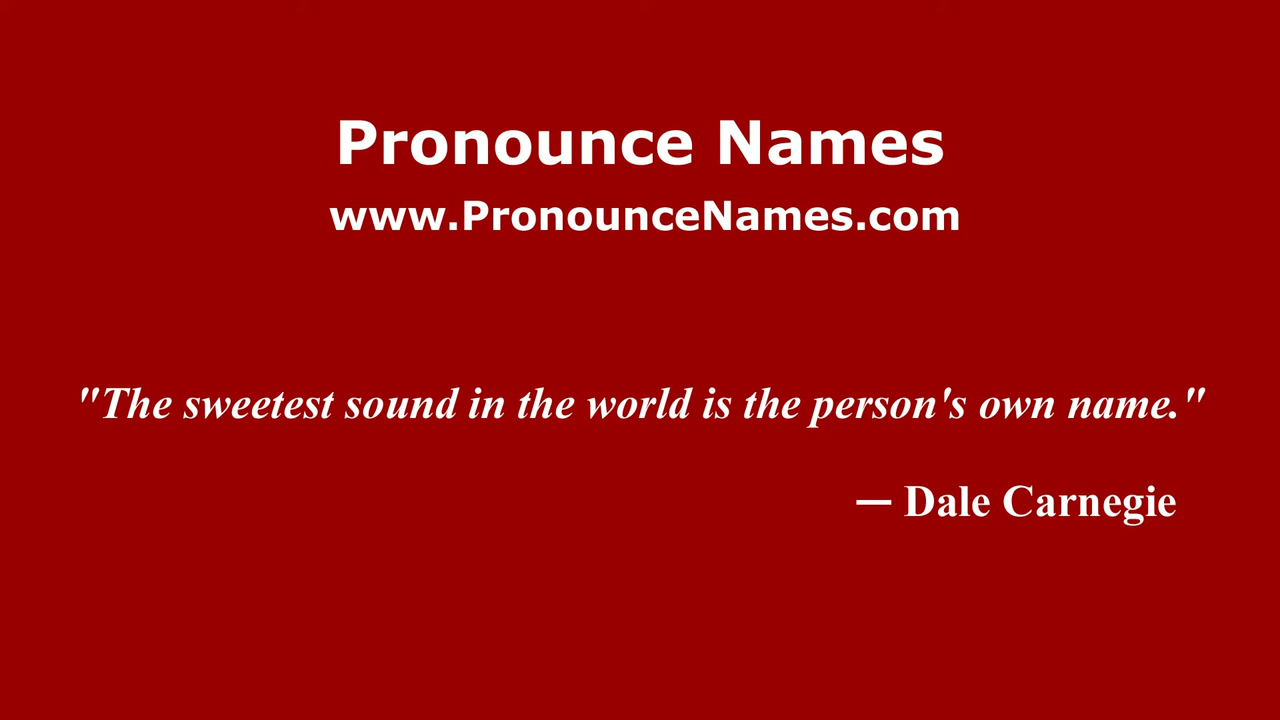 Pronounce Names
www.PronounceNames.com
"The sweetest sound in the world is the person's own name."
— Dale Carnegie